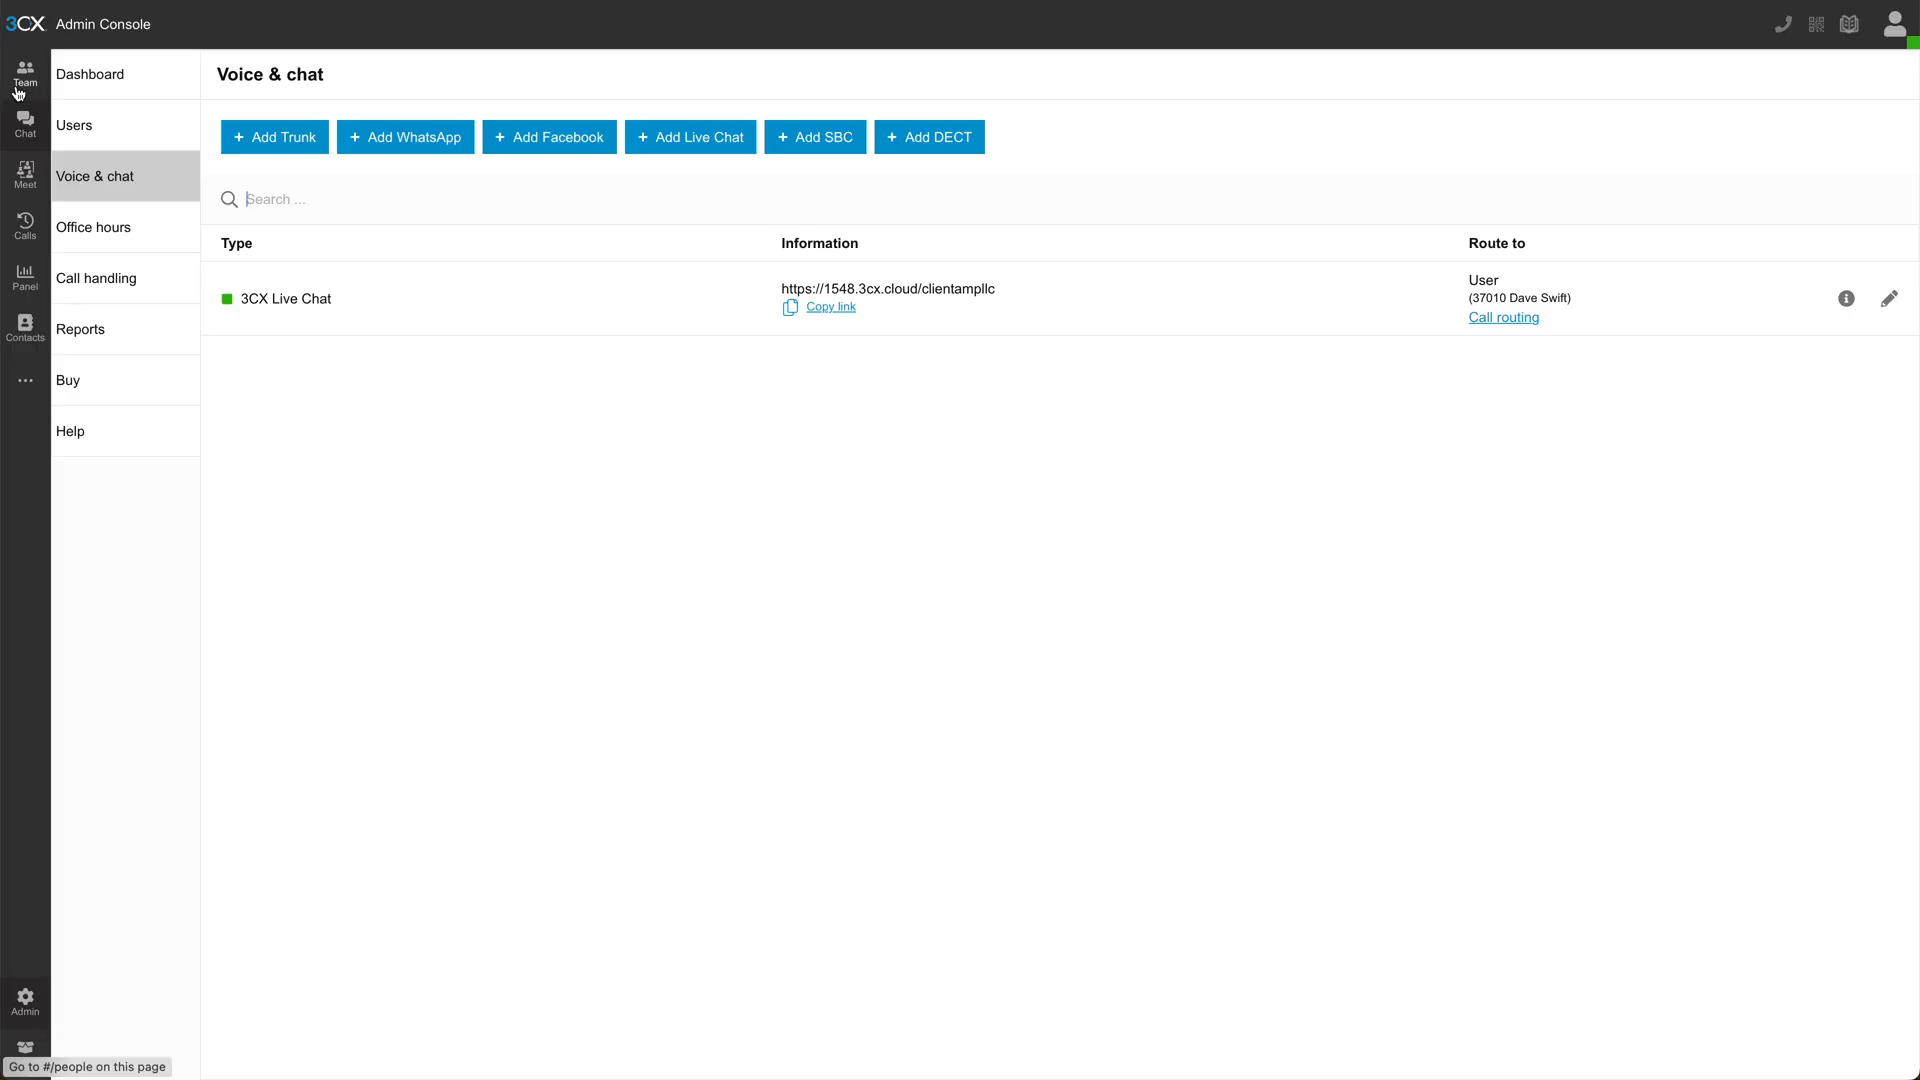 3CX Admin Console
Team
Chat
Meet
Calls
Panel
Contacts
Admin
Dashboard
Users
Voice & chat
Office hours
Call handling
Reports
Buy
Help
Voice & chat
+ Add Trunk
+ Add WhatsApp
+ Add Facebook
+ Add Live Chat
+ Add SBC
+ Add DECT
Search ...
Type Information Route to
3CX Live Chat
https://1548.3cx.cloud/clientampllc
Copy link
User
(37010 Dave Swift)
Call routing
Go to #/people on this page